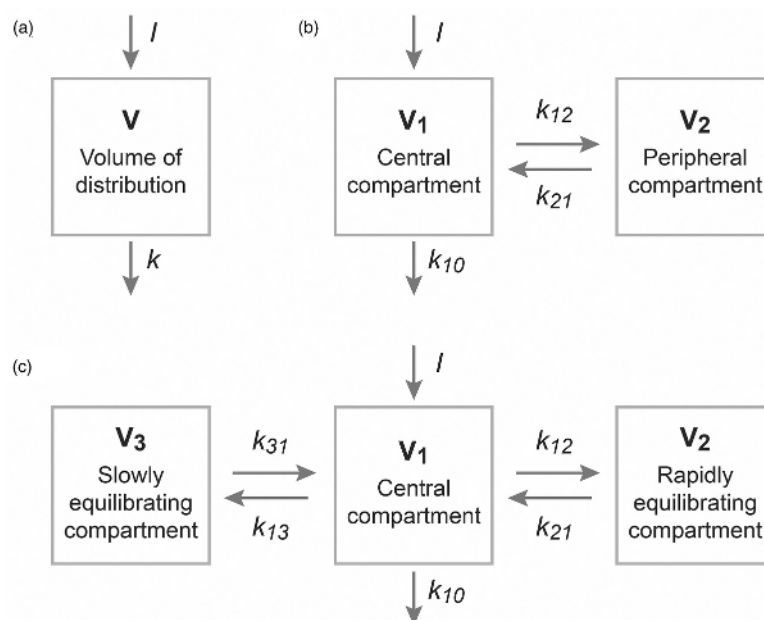 (a)
I
V
Volume of
distribution
k
(b)
I
V1
Central
compartment
k12
k21
V2
Peripheral
compartment
k10
(c)
I
V3
Slowly
equilibrating
compartment
k31
k13
V1
Central
compartment
k12
k21
V2
Rapidly
equilibrating
compartment
k10